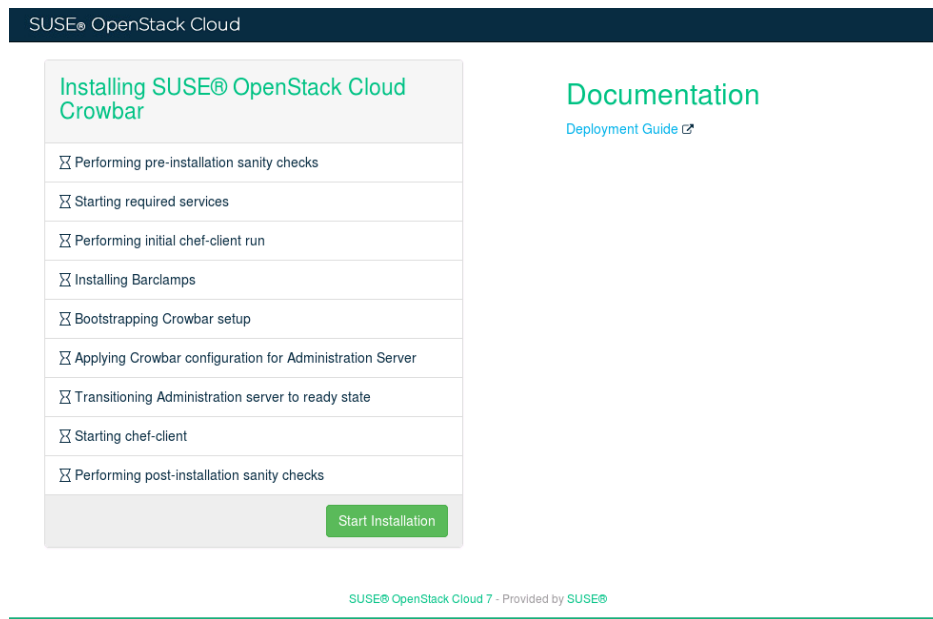 SUSE® OpenStack Cloud
Installing SUSE® OpenStack Cloud
Crowbar
Performing pre-installation sanity checks
Starting required services
Performing initial chef-client run
Installing Barclamps
Bootstrapping Crowbar setup
Applying Crowbar configuration for Administration Server
Transitioning Administration server to ready state
Starting chef-client
Performing post-installation sanity checks
Start Installation
Documentation
Deployment Guide
SUSE® OpenStack Cloud 7 - Provided by SUSE®